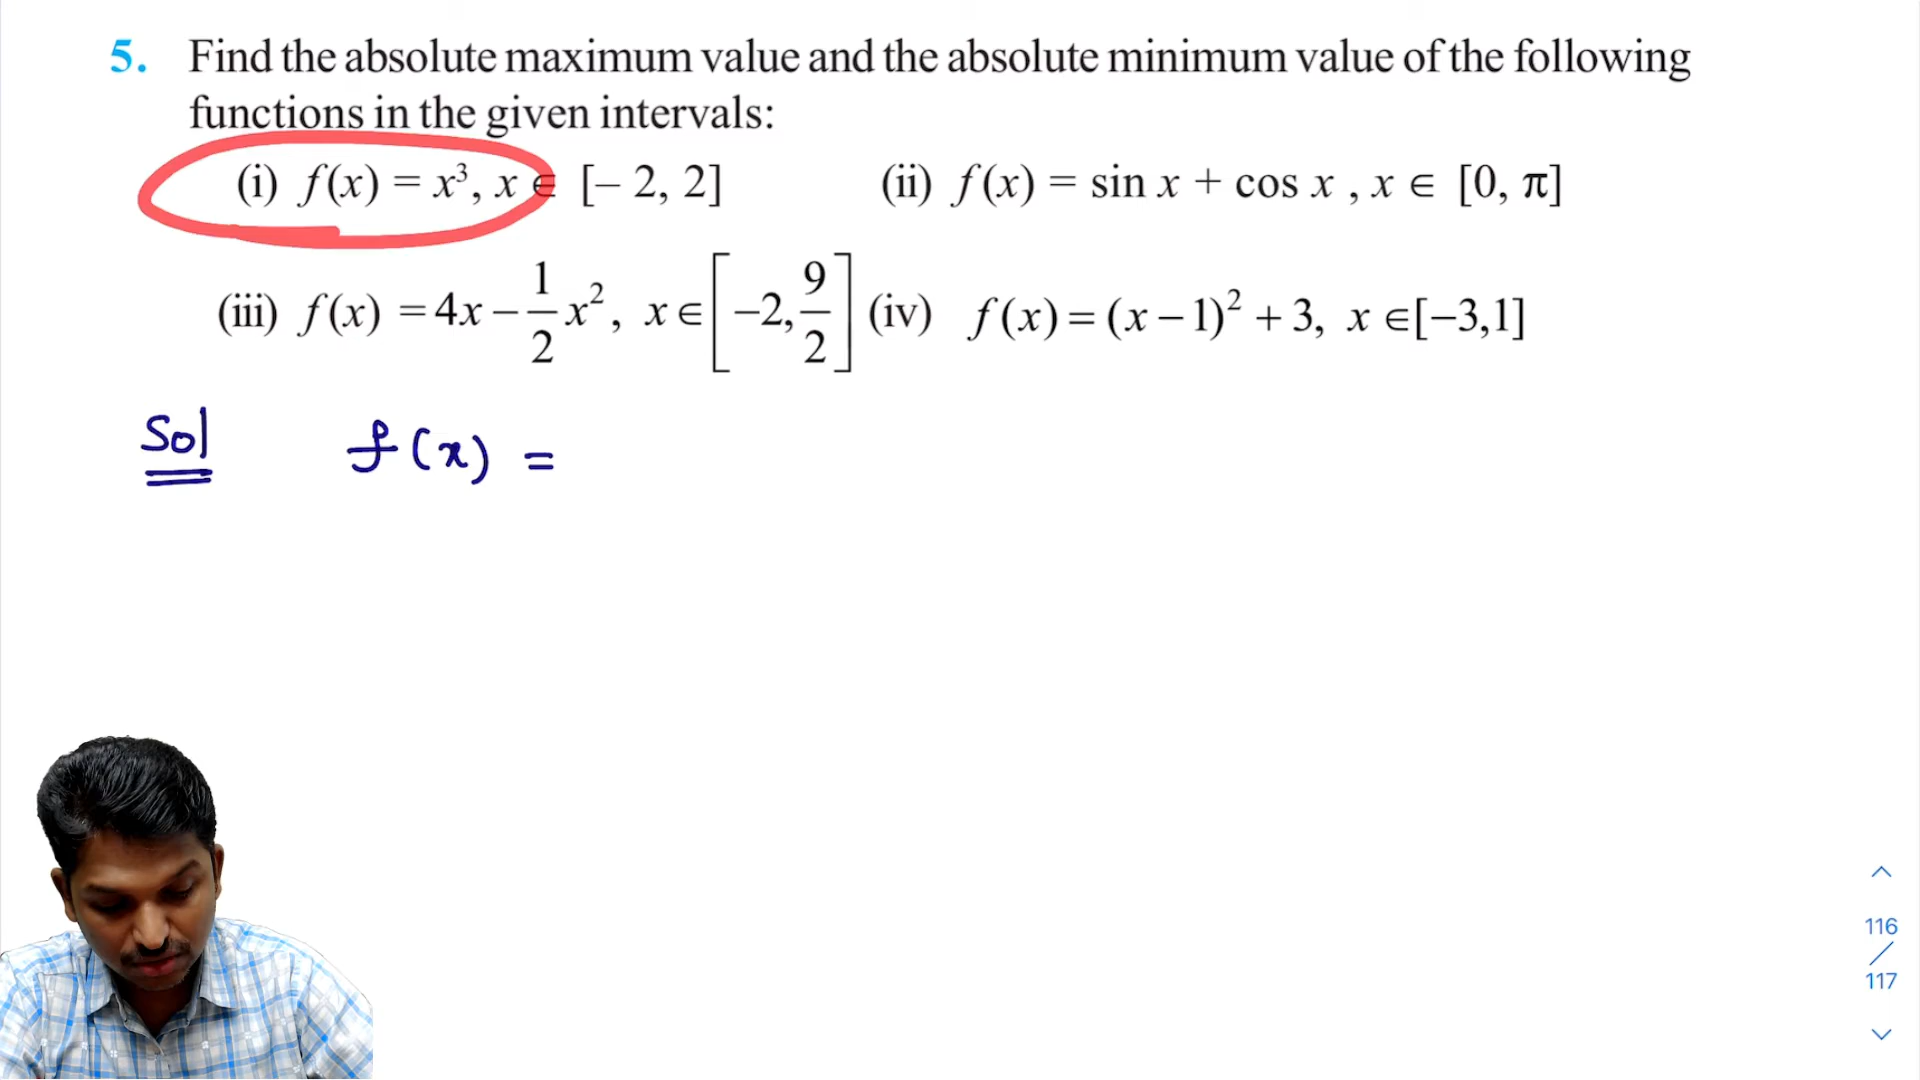 5. Find the absolute maximum value and the absolute minimum value of the following
functions in the given intervals:
(i) f(x) = x³, x ∈ [– 2, 2] (ii) f(x) = sin x + cos x , x ∈ [0, π]
(iii) f(x) = 4x − 1/2 x², x ∈ [−2, 9/2] (iv) f(x) = (x − 1)² + 3, x ∈ [−3,1]
Sol f(x) =
116
/
117